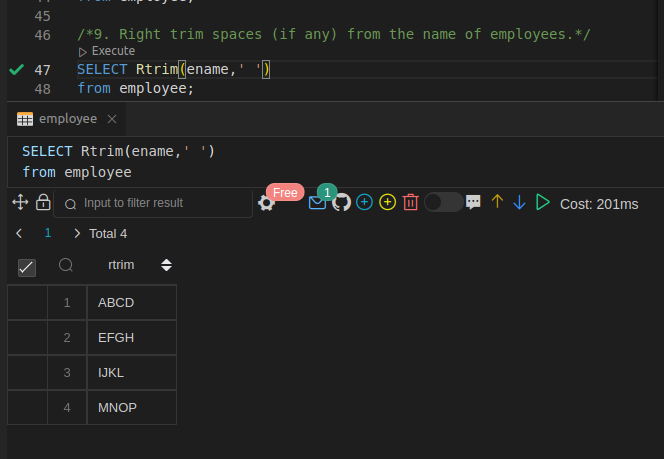 45
46 /*9. Right trim spaces (if any) from the name of employees.*/
Execute
47 SELECT Rtrim(ename,' ')
48 from employee;
employee
SELECT Rtrim(ename,' ')
from employee
Input to filter result Free 1 Cost: 201ms
1 Total 4
rtrim
1 ABCD
2 EFGH
3 IJKL
4 MNOP